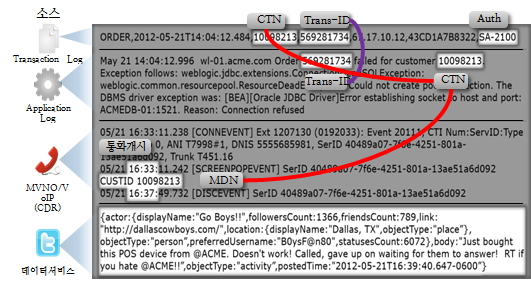 소스
CTN
Trans-ID
Auth
ORDER,2012-05-21T14:04:12.484,10098213,569281734,67.17.10.12,43CD1A7B8322,SA-2100
Transaction Log
May 21 14:04:12.996 wl-01.acme.com Order 569281734 failed for customer 10098213.
Exception follows: weblogic.jdbc.extensions.Connection SQLException:
weblogic.common.resourcepool.ResourceDead Could not create po ction. The
DBMS driver exception was: [BEA][Oracle JDBC Driver]Error establishing socket to host and port:
ACMEDB-01:1521. Reason: Connection refused
Trans-ID
CTN
Application
Log
05/21 16:33:11.238 [CONNEVENT] Ext 1207130 (0192033): Event 20111, CTI Num:ServID:Type
0, ANI T7998#1, DNIS 5555685981, SerID 40489a07-7f6e-4251-801a-
13ae51a6d092, Trunk T451.16
통화개시
05/21 16:33:11.242 [SCREENPOPEVENT] SerID 40489a07-7f6e-4251-801a-13ae51a6d092
CUSTID 10098213
MDN
05/21 16:37:49.732 [DISCEVENT] SerID 40489a07-7f6e-4251-801a-13ae51a6d092
MVNO/V
oIP
(CDR)
{actor:{displayName:"Go Boys!!",followersCount:1366,friendsCount:789,link:
"http://dallascowboys.com/",location:{displayName:"Dallas, TX",objectType:"place"},
objectType:"person",preferredUsername:"B0ysF@n80",statusesCount:6072},body:"Just bought
this POS device from @ACME. Doesn't work! Called, gave up on waiting for them to answer! RT if
you hate @ACME!!",objectType:"activity",postedTime:"2012-05-21T16:39:40.647-0600"}
데이터서비스